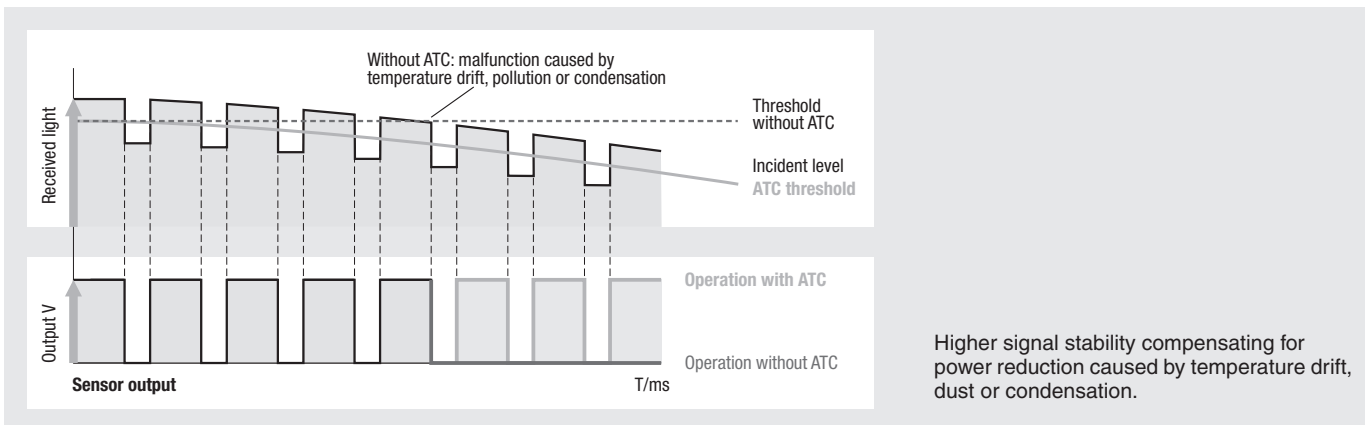 Without ATC: malfunction caused by
temperature drift, pollution or condensation
Received light
Threshold
without ATC
Incident level
ATC threshold
Output V
Operation with ATC
Operation without ATC
Sensor output
T/ms
Higher signal stability compensating for
power reduction caused by temperature drift,
dust or condensation.